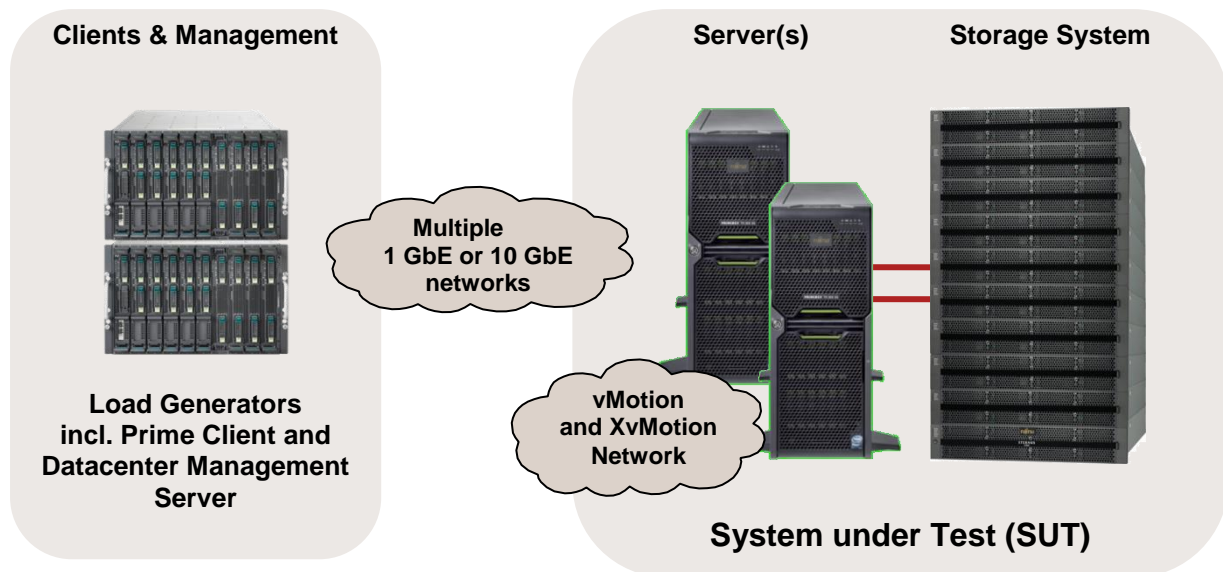 Clients & Management
Load Generators
incl. Prime Client and
Datacenter Management
Server
Multiple
1 GbE or 10 GbE
networks
Server(s)
Storage System
vMotion
and XvMotion
Network
System under Test (SUT)